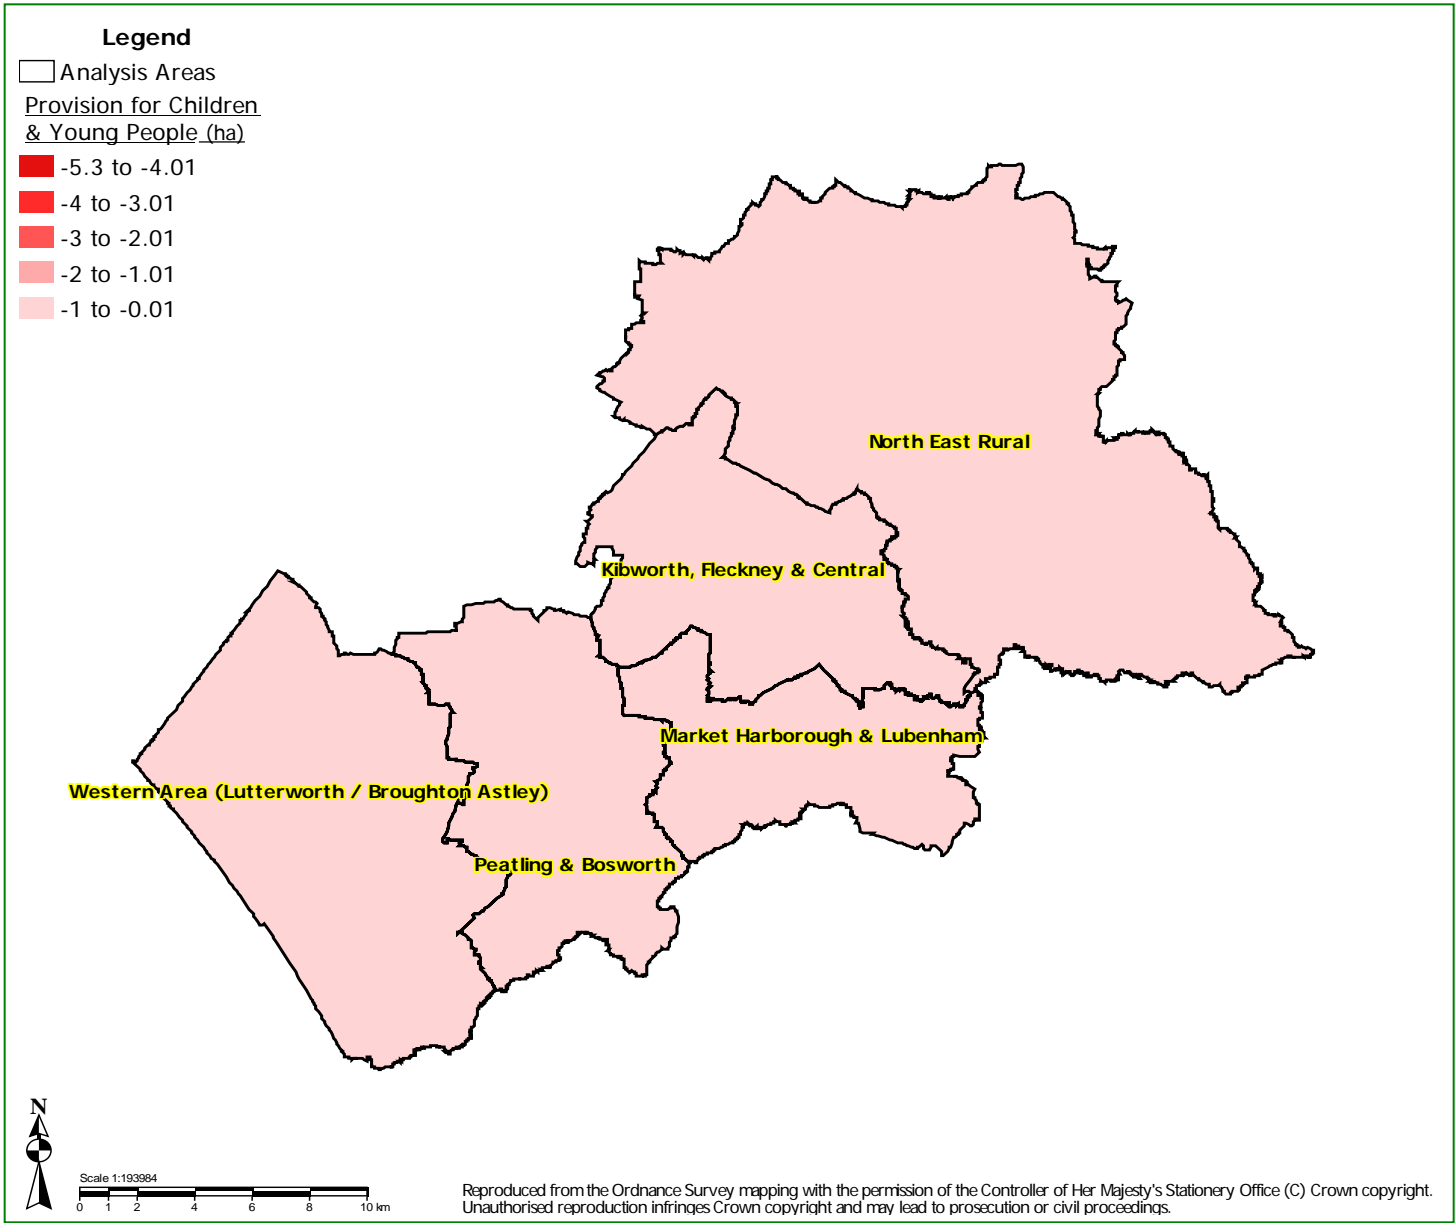 Legend
Analysis Areas
Provision for Children
& Young People (ha)
-5.3 to -4.01
-4 to -3.01
-3 to -2.01
-2 to -1.01
-1 to -0.01
North East Rural
Kibworth, Fleckney & Central
Market Harborough & Lubenham
Western Area (Lutterworth / Broughton Astley)
Peatling & Bosworth
N
Scale 1:193984
0 1 2 4 6 8 10 km
Reproduced from the Ordnance Survey mapping with the permission of the Controller of Her Majesty's Stationery Office (C) Crown copyright.
Unauthorised reproduction infringes Crown copyright and may lead to prosecution or civil proceedings.